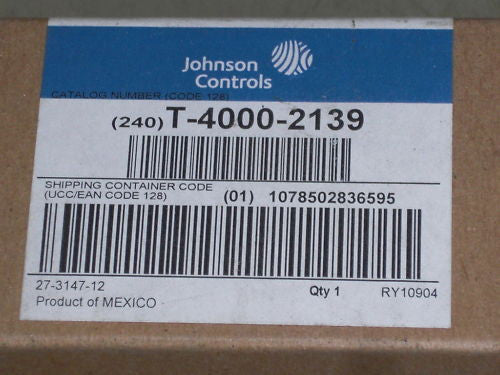 Johnson
Controls
CATALOG NUMBER (CODE 128)
(240) T-4000-2139
SHIPPING CONTAINER CODE
(UCC/EAN CODE 128) (01) 1078502836595
27-3147-12
Product of MEXICO Qty 1 RY10904